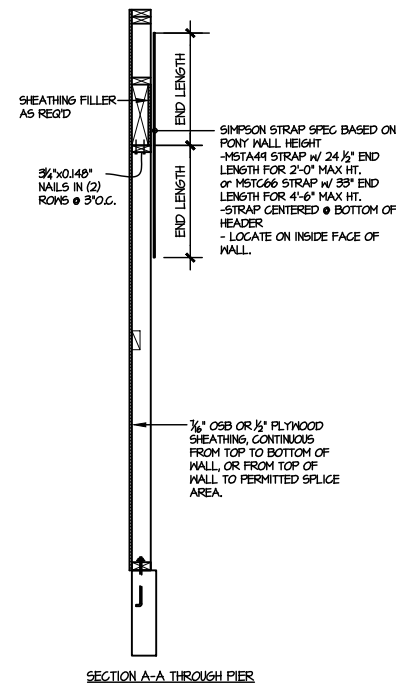 SHEATHING FILLER
AS REQ'D
END LENGTH
END LENGTH
SIMPSON STRAP SPEC BASED ON
PONY WALL HEIGHT
-MSTA49 STRAP W/ 24 1/2" END
LENGTH FOR 2'-0" MAX HT.
or MSTC66 STRAP W/ 33" END
LENGTH FOR 4'-6" MAX HT.
-STRAP CENTERED @ BOTTOM OF
HEADER
- LOCATE ON INSIDE FACE OF
WALL.
3 1/4"x0.148"
NAILS IN (2)
ROWS @ 3"O.C.
7/16" OSB OR 1/2" PLYWOOD
SHEATHING, CONTINUOUS
FROM TOP TO BOTTOM OF
WALL, OR FROM TOP OF
WALL TO PERMITTED SPLICE
AREA.
SECTION A-A THROUGH PIER